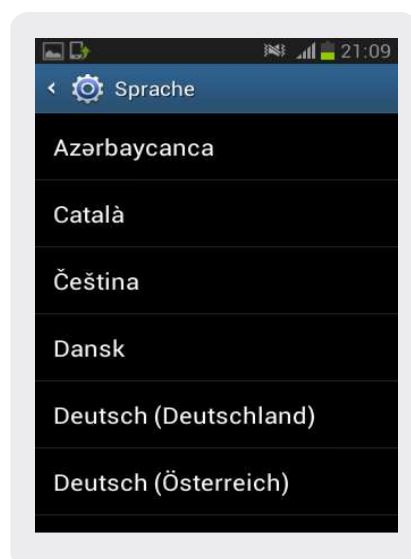 21:09
Sprache
Azərbaycanca
Català
Čeština
Dansk
Deutsch (Deutschland)
Deutsch (Österreich)